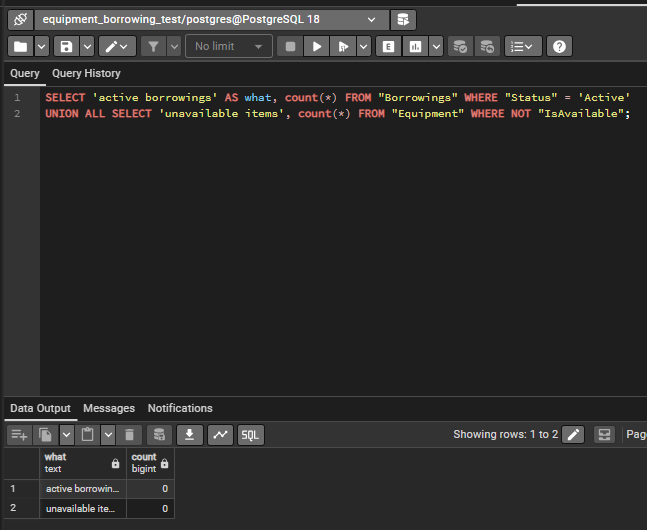 equipment_borrowing_test/postgres@PostgreSQL 18
No limit
E
Query Query History
1 SELECT 'active borrowings' AS what, count(*) FROM "Borrowings" WHERE "Status" = 'Active'
2 UNION ALL SELECT 'unavailable items', count(*) FROM "Equipment" WHERE NOT "IsAvailable";
Data Output Messages Notifications
SQL Showing rows: 1 to 2 Pag
what count
text bigint
1 active borrowin... 0
2 unavailable ite... 0